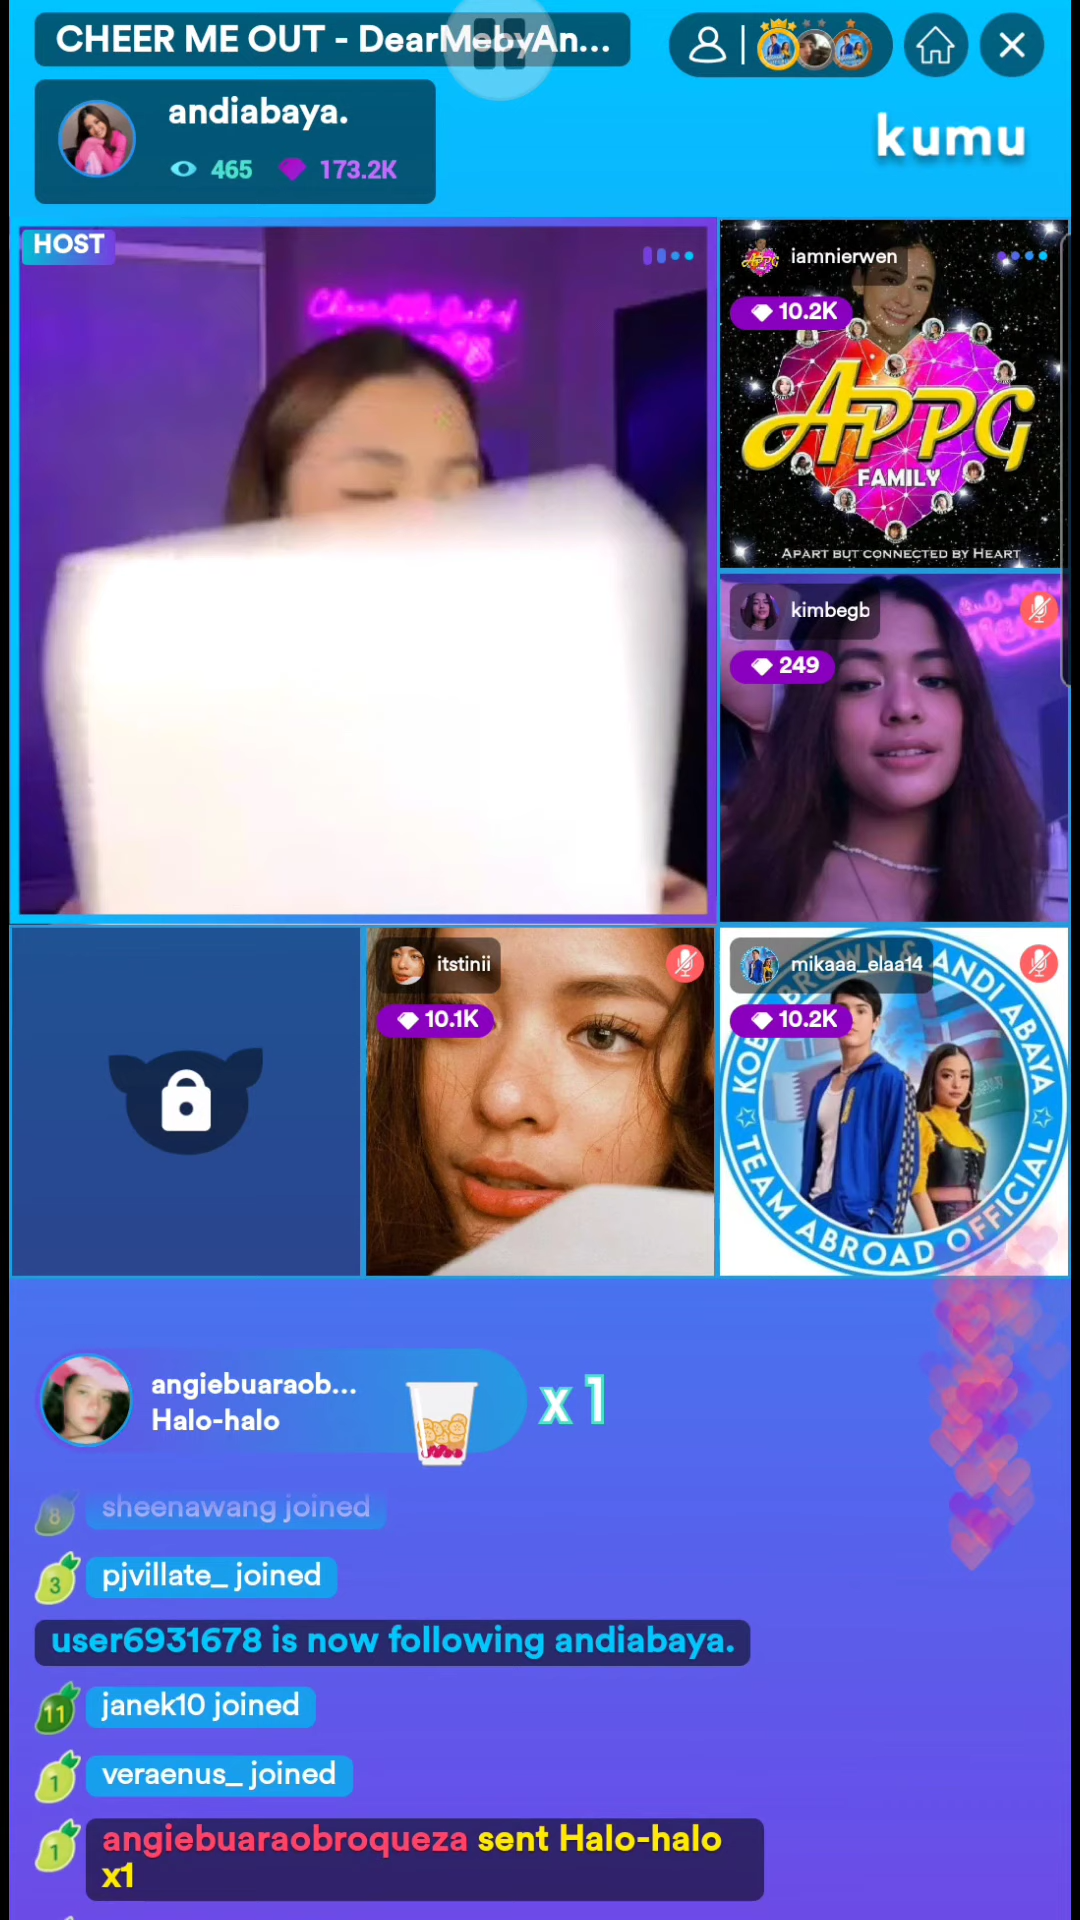 CHEER ME OUT - DearMebyAn...
andiabaya.
465 173.2K
kumu
HOST
iamnierwen
10.2K
APPG
FAMILY
APART BUT CONNECTED BY HEART
kimbegb
249
itstinii
10.1K
mikaaa_elaa14
10.2K
BROWN & ANDI ABAYA
TEAM ABROAD OFFICIAL
angiebuaraob...
Halo-halo
x 1
8 sheenawang joined
3 pjvillate_ joined
user6931678 is now following andiabaya.
11 janek10 joined
1 veraenus_ joined
1 angiebuaraobroqueza sent Halo-halo
x1